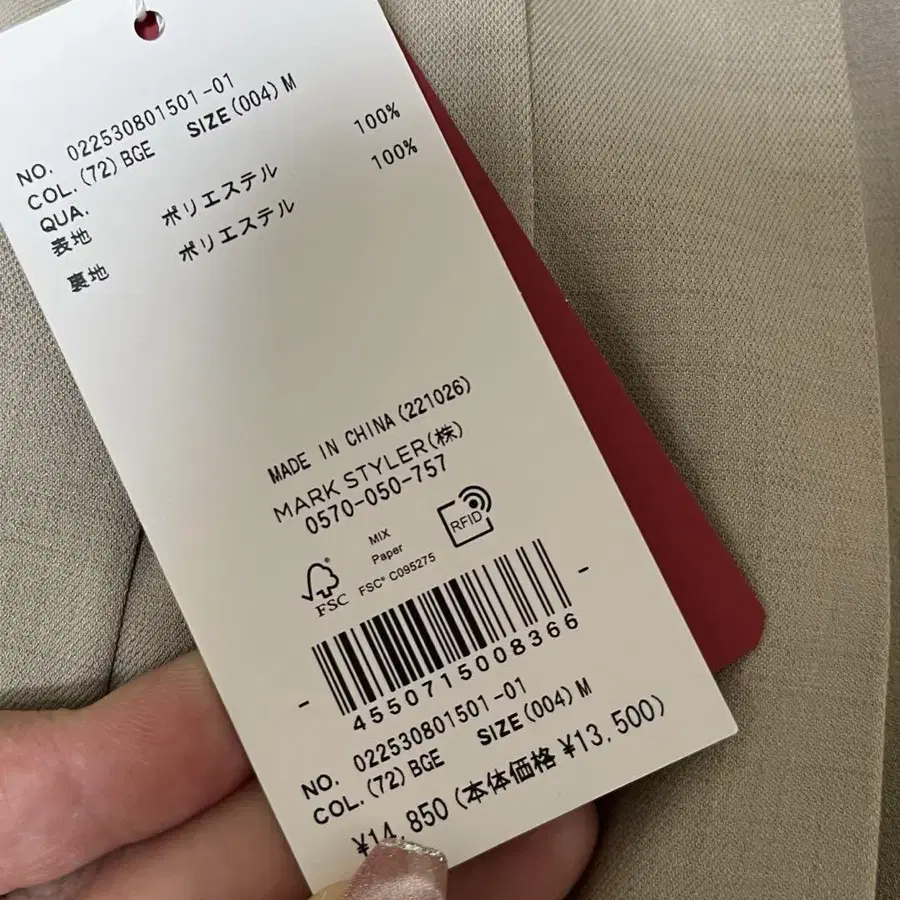 NO. 022530801501-01
COL. (72) BGE SIZE(004) M
QUA.
表地 ポリエステル 100%
裏地 ポリエステル 100%
MADE IN CHINA (221026)
MARK STYLER(株)
0570-050-757
MIX
Paper
FSC® C095275
FSC
RFID
4550715008366
NO. 022530801501-01
COL. (72) BGE SIZE(004) M
¥14,850 (本体価格 ¥13,500)